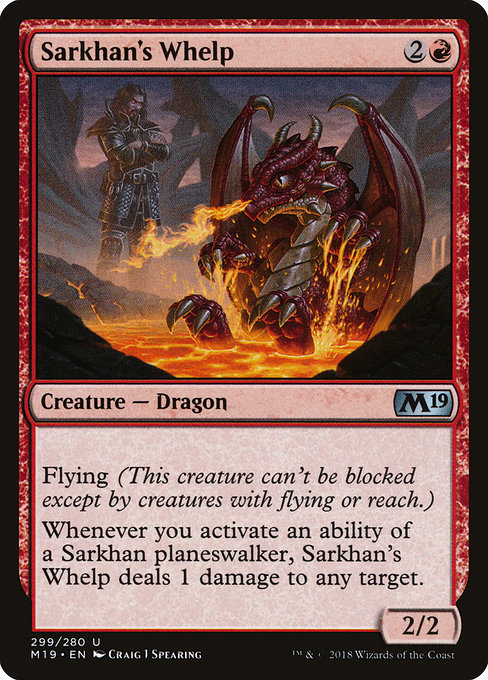 Sarkhan's Whelp 2
Creature — Dragon M19
Flying (This creature can't be blocked
except by creatures with flying or reach.)
Whenever you activate an ability of
a Sarkhan planeswalker, Sarkhan's
Whelp deals 1 damage to any target.
2/2
299/280 U
M19 • EN Craig J Spearing ™ & © 2018 Wizards of the Coast